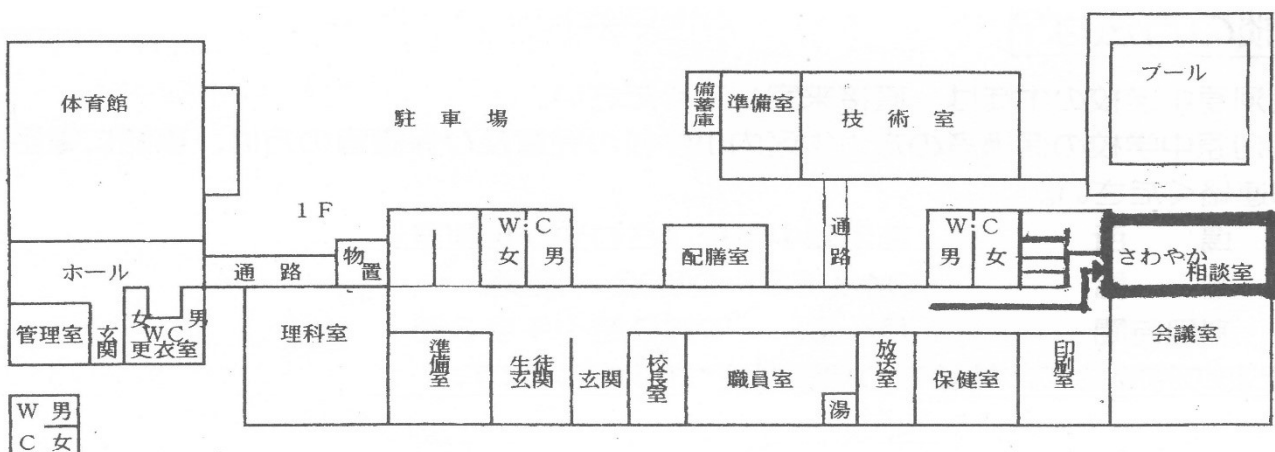 体育館
駐車場
備蓄庫
準備室
技術室
プール
1F
ホール
通路
物置
W・C
女 男
配膳室
通路
W・C
男 女
さわやか
相談室
管理室
玄関
女 男
WC
更衣室
理科室
準備室
生徒
玄関
玄関
校長室
職員室
湯
放送室
保健室
印刷室
会議室
W 男
C 女